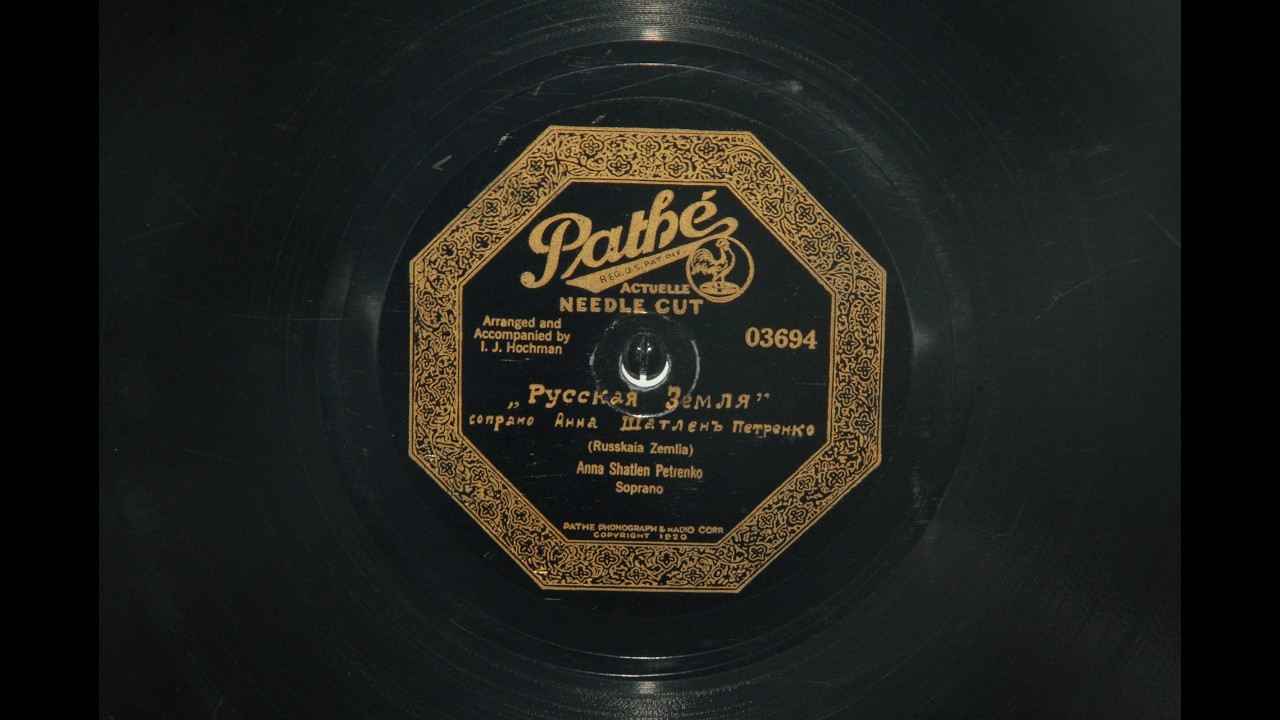 Pathé
REG. U.S. PAT. OFF.
ACTUELLE
NEEDLE CUT
Arranged and
Accompanied by
I. J. Hochman
03694
„Русская Земля”
сопрано Анна Шатленъ Петренко
(Russkaia Zemlia)
Anna Shatlen Petrenko
Soprano
PATHE PHONOGRAPH & RADIO CORP.
COPYRIGHT 1920